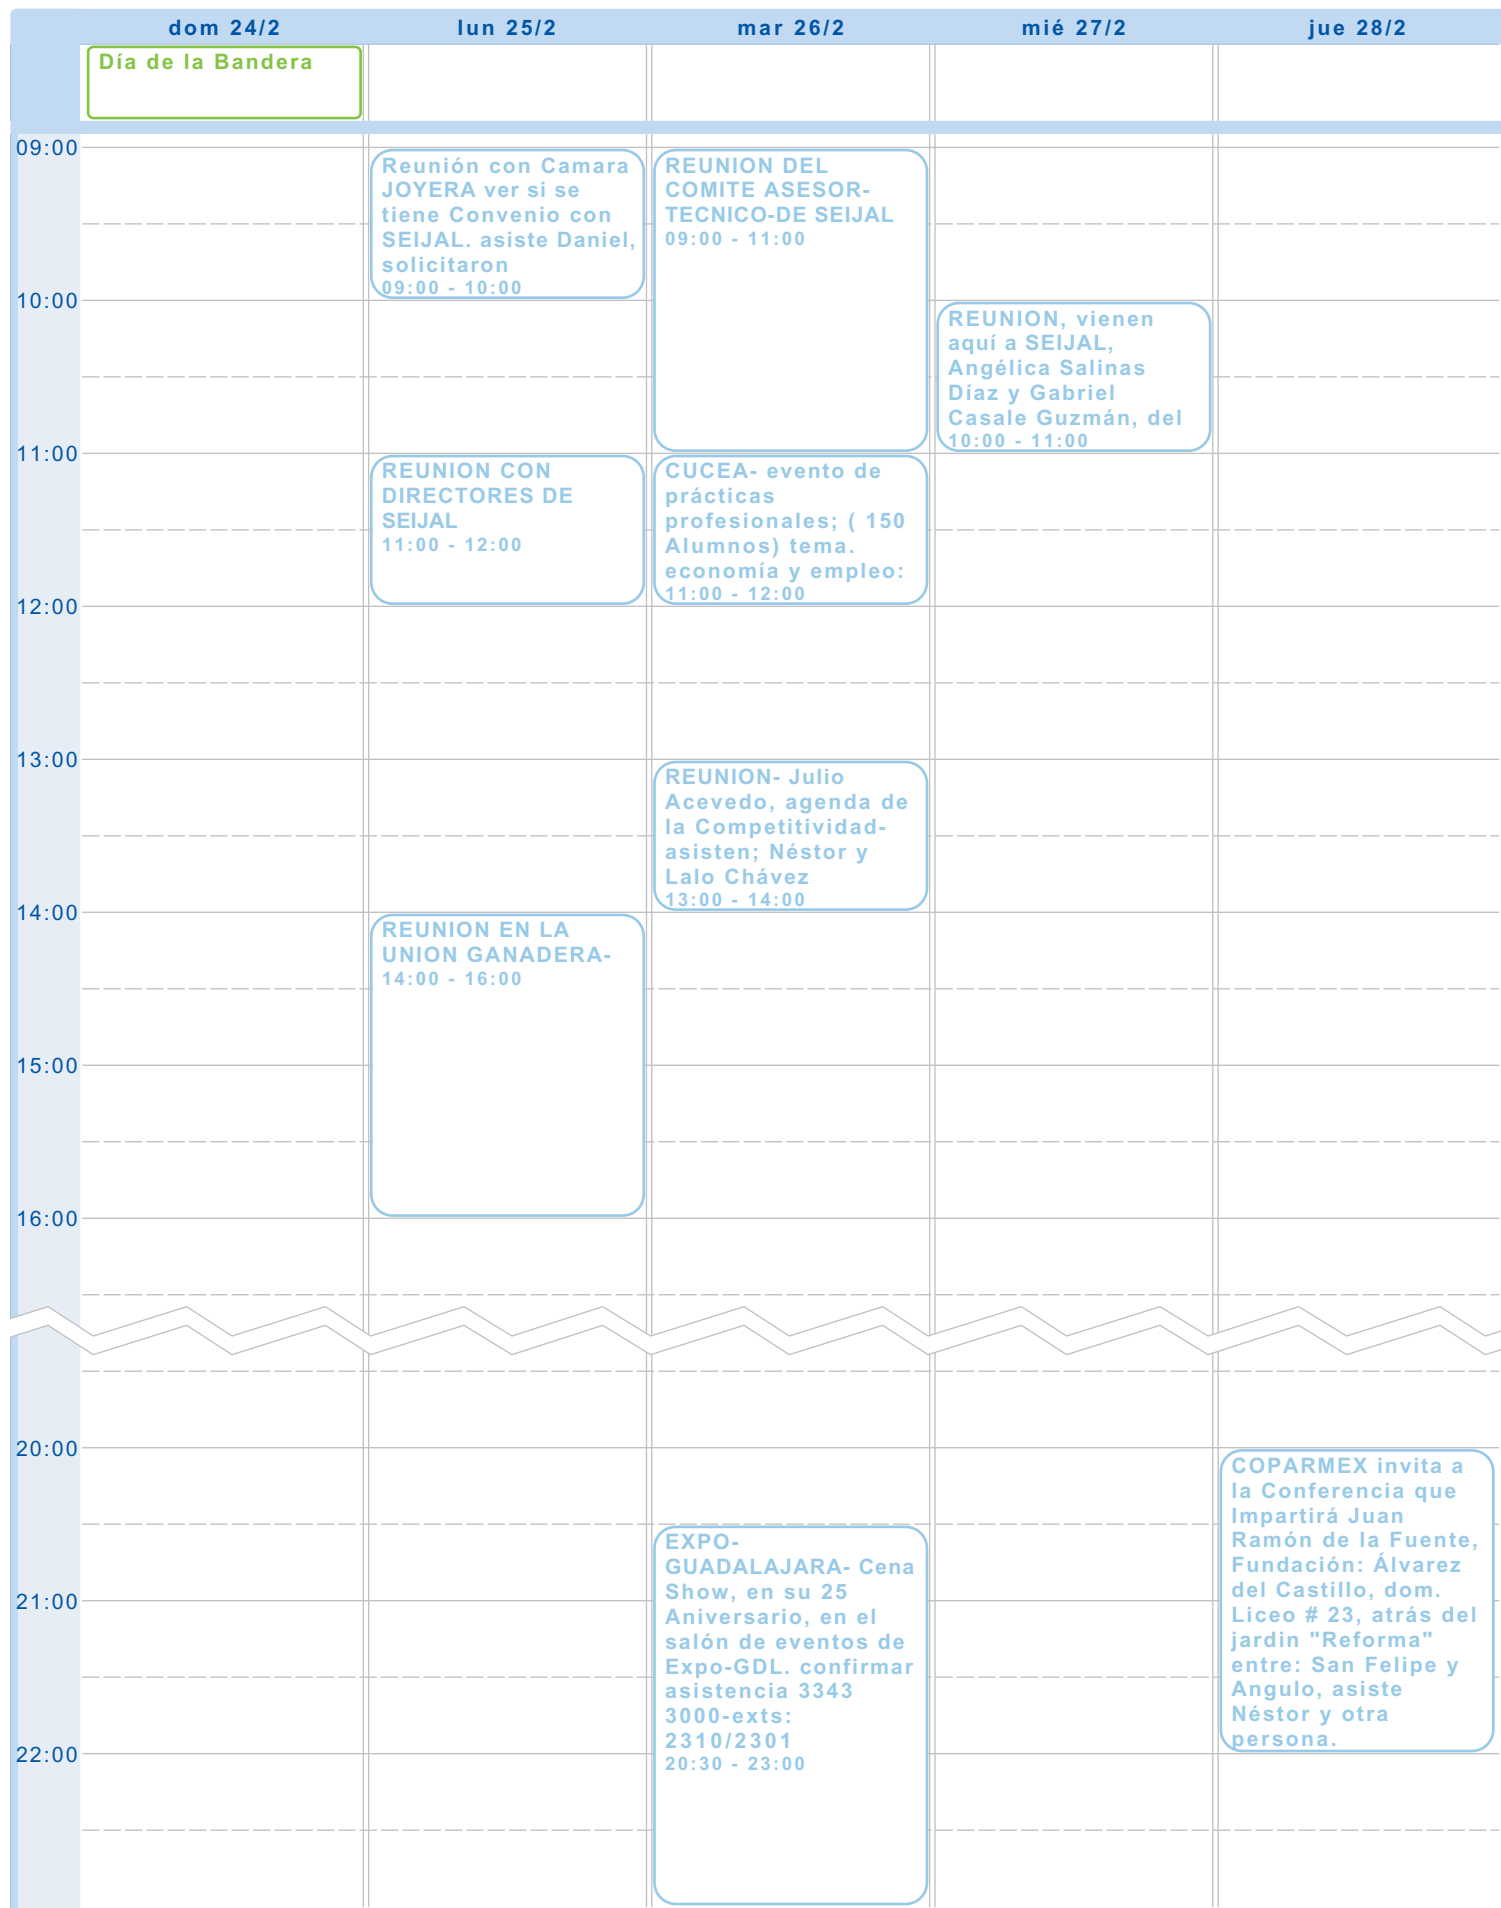 dom 24/2
lun 25/2
mar 26/2
mié 27/2
jue 28/2
Día de la Bandera
09:00
10:00
11:00
12:00
13:00
14:00
15:00
16:00
20:00
21:00
22:00
Reunión con Camara
JOYERA ver si se
tiene Convenio con
SEIJAL. asiste Daniel,
solicitaron
09:00 - 10:00
REUNION CON
DIRECTORES DE
SEIJAL
11:00 - 12:00
REUNION EN LA
UNION GANADERA-
14:00 - 16:00
REUNION DEL
COMITE ASESOR-
TECNICO-DE SEIJAL
09:00 - 11:00
CUCEA- evento de
prácticas
profesionales; ( 150
Alumnos) tema.
economía y empleo:
11:00 - 12:00
REUNION- Julio
Acevedo, agenda de
la Competitividad-
asisten; Néstor y
Lalo Chávez
13:00 - 14:00
EXPO-
GUADALAJARA- Cena
Show, en su 25
Aniversario, en el
salón de eventos de
Expo-GDL. confirmar
asistencia 3343
3000-exts:
2310/2301
20:30 - 23:00
REUNION, vienen
aquí a SEIJAL,
Angélica Salinas
Díaz y Gabriel
Casale Guzmán, del
10:00 - 11:00
COPARMEX invita a
la Conferencia que
Impartirá Juan
Ramón de la Fuente,
Fundación: Álvarez
del Castillo, dom.
Liceo # 23, atrás del
jardin "Reforma"
entre: San Felipe y
Angulo, asiste
Néstor y otra
persona.